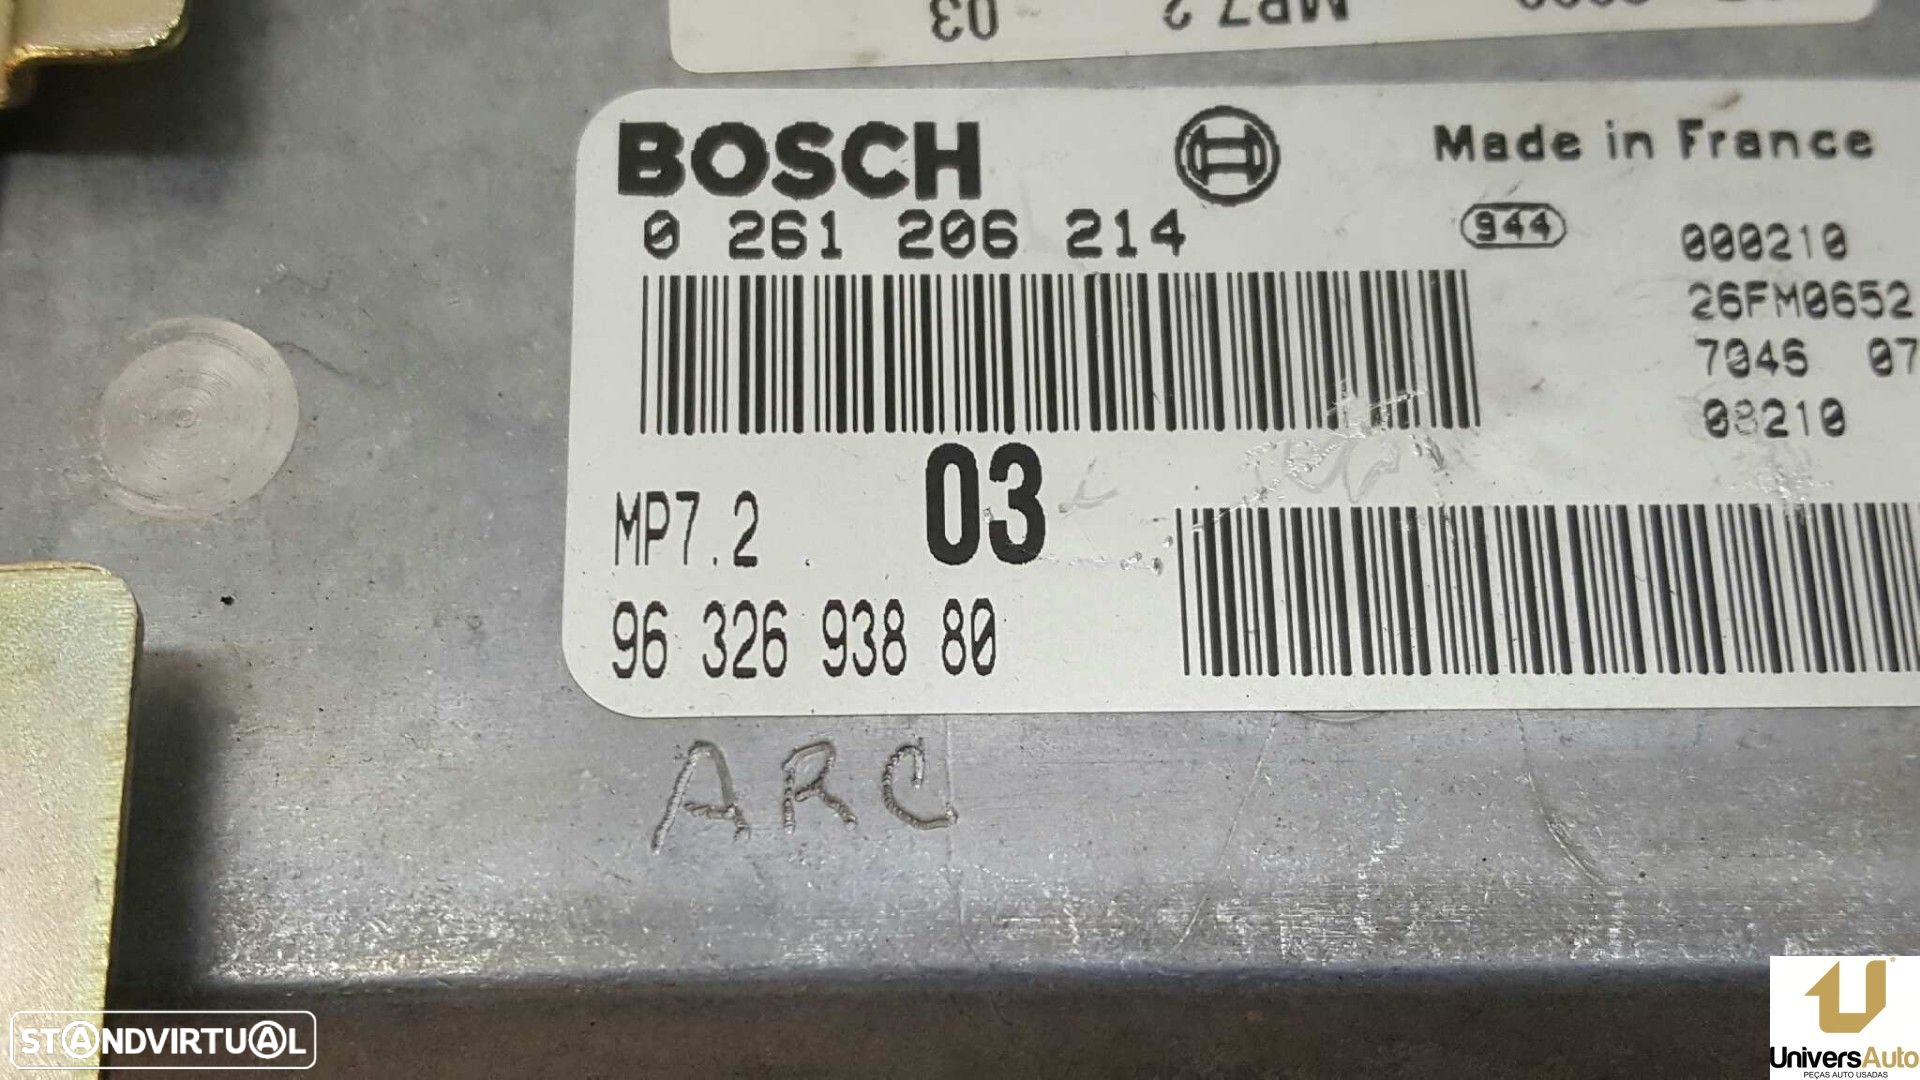 03 MP7.2
BOSCH Made in France
0 261 206 214 944 000210
26FM0652
7046 07
08210
MP7.2 03
96 326 938 80
ARC
STANDVIRTUAL
UniversAuto
PEÇAS AUTO USADAS